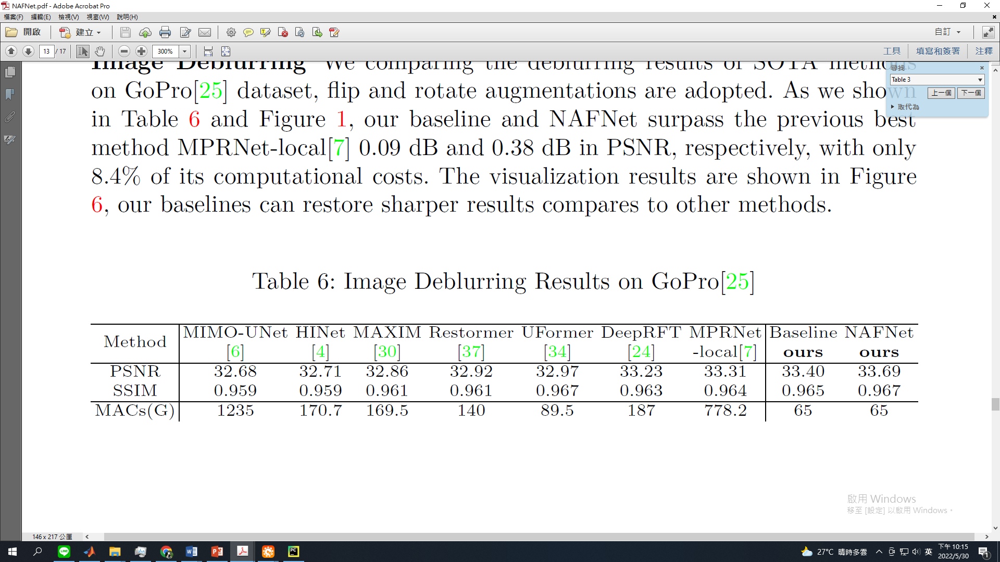 NAFNet.pdf - Adobe Acrobat Pro
檔案(F) 編輯(E) 檢視(V) 視窗(W) 說明(H)
開啟 建立 自訂
13 / 17 300% 工具 填寫和簽署 註釋
Image Deblurring We comparing the deblurring results of SOTA methods
on GoPro[25] dataset, flip and rotate augmentations are adopted. As we shown
in Table 6 and Figure 1, our baseline and NAFNet surpass the previous best
method MPRNet-local[7] 0.09 dB and 0.38 dB in PSNR, respectively, with only
8.4% of its computational costs. The visualization results are shown in Figure
6, our baselines can restore sharper results compares to other methods.
尋找
Table 3
上一個 下一個
取代為
Table 6: Image Deblurring Results on GoPro[25]
Method MIMO-UNet HINet MAXIM Restormer UFormer DeepRFT MPRNet Baseline NAFNet
[6] [4] [30] [37] [34] [24] -local[7] ours ours
PSNR 32.68 32.71 32.86 32.92 32.97 33.23 33.31 33.40 33.69
SSIM 0.959 0.959 0.961 0.961 0.967 0.963 0.964 0.965 0.967
MACs(G) 1235 170.7 169.5 140 89.5 187 778.2 65 65
啟用 Windows
移至 [設定] 以啟用 Windows。
146 x 217 公厘
LINE PC
27°C 晴時多雲 英 下午 10:15
2022/5/30
1